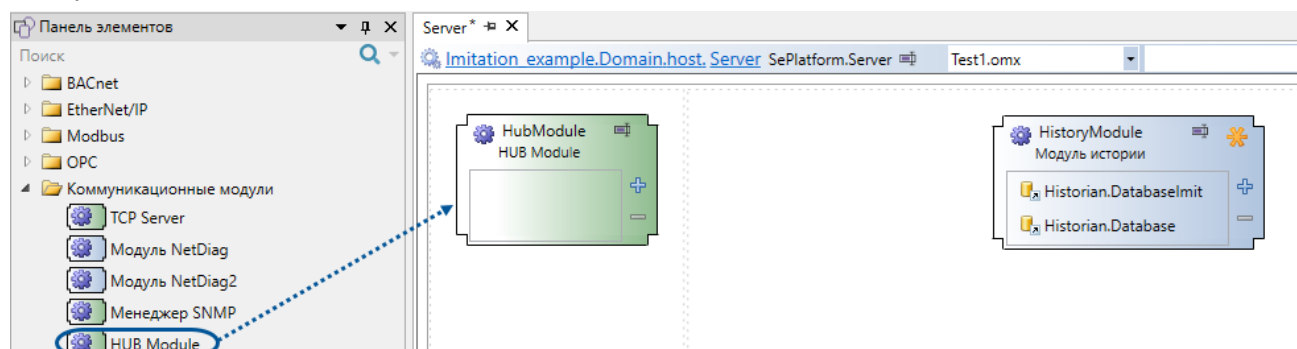 Панель элементов
Поиск
BACnet
EtherNet/IP
Modbus
OPC
Коммуникационные модули
TCP Server
Модуль NetDiag
Модуль NetDiag2
Менеджер SNMP
HUB Module
Server*
Imitation_example.Domain.host. Server SePlatform.Server Test1.omx
HubModule
HUB Module
HistoryModule
Модуль истории
Historian.DatabaseImit
Historian.Database